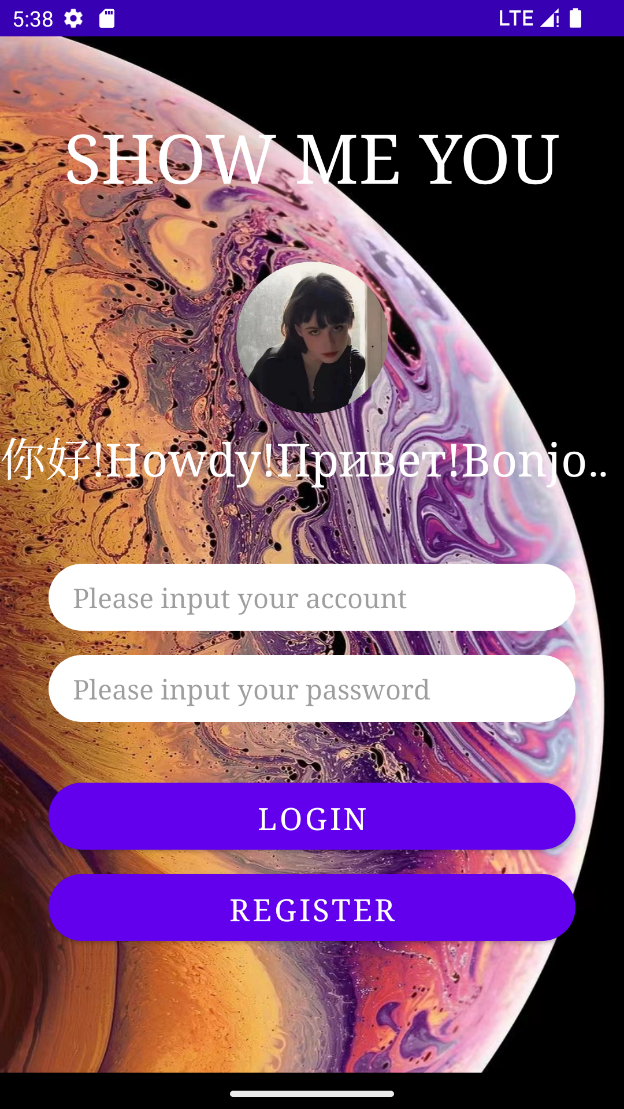 5:38 LTE
SHOW ME YOU
你好!Howdy!Привет!Bonjo..
Please input your account
Please input your password
LOGIN
REGISTER